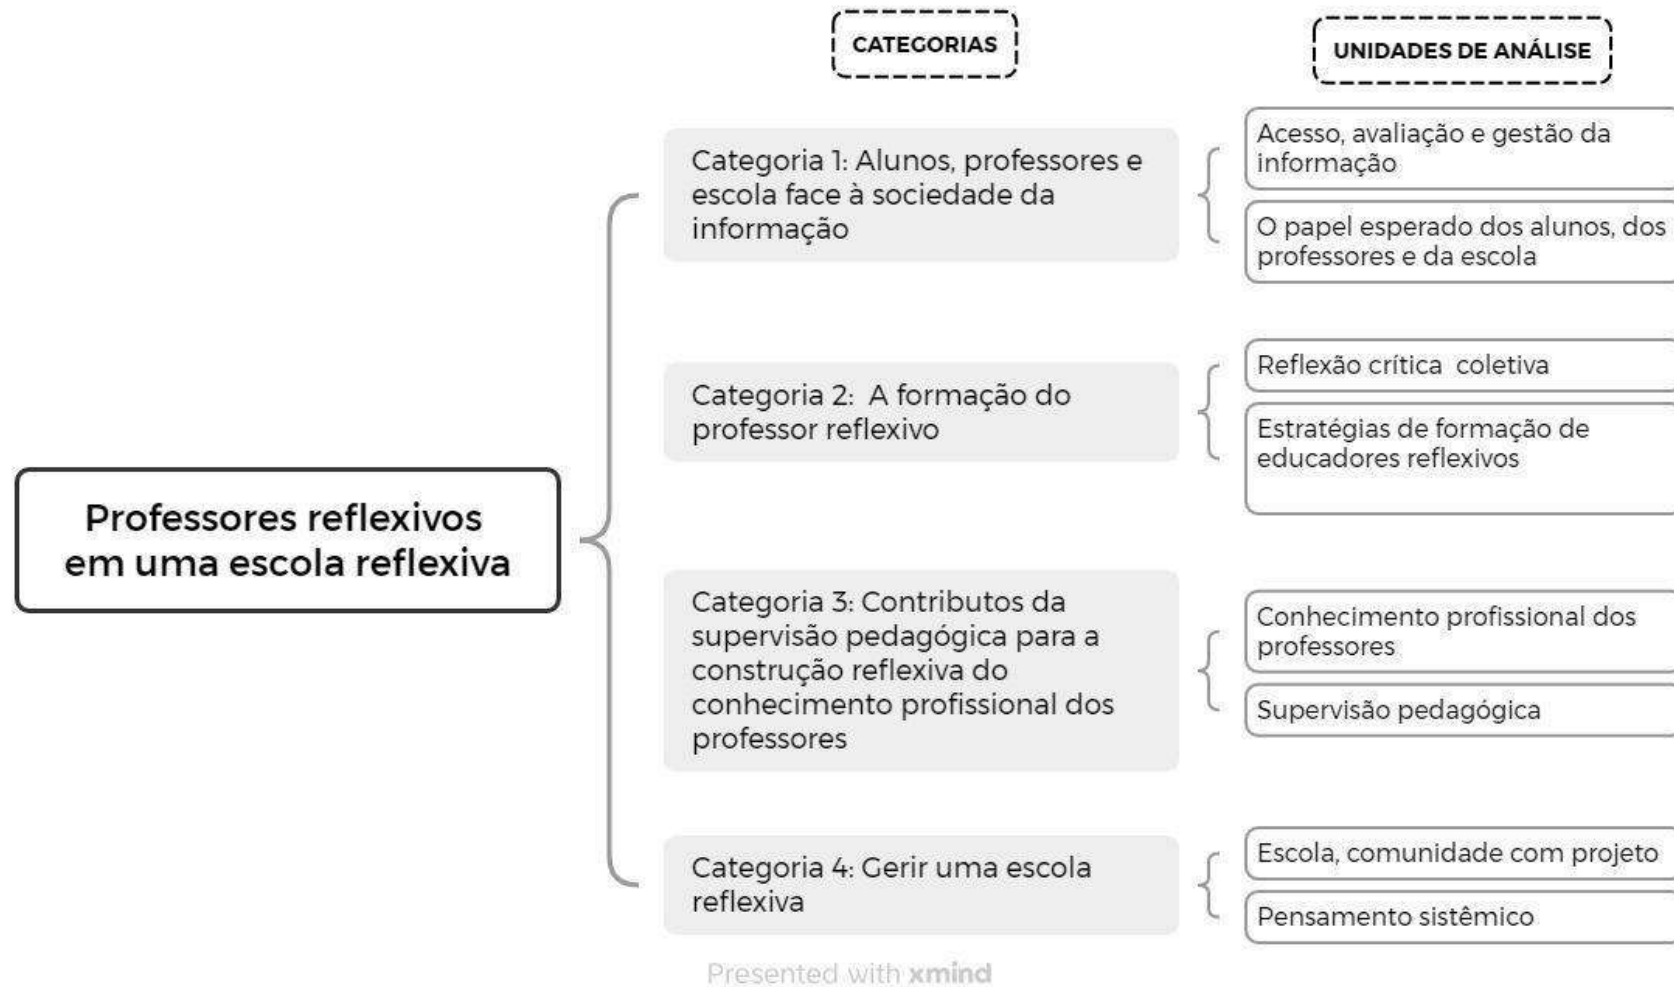 CATEGORIAS
UNIDADES DE ANÁLISE
Professores reflexivos
em uma escola reflexiva
Categoria 1: Alunos, professores e
escola face à sociedade da
informação
Acesso, avaliação e gestão da
informação
O papel esperado dos alunos, dos
professores e da escola
Categoria 2:  A formação do
professor reflexivo
Reflexão crítica  coletiva
Estratégias de formação de
educadores reflexivos
Categoria 3: Contributos da
supervisão pedagógica para a
construção reflexiva do
conhecimento profissional dos
professores
Conhecimento profissional dos
professores
Supervisão pedagógica
Categoria 4: Gerir uma escola
reflexiva
Escola, comunidade com projeto
Pensamento sistêmico
Presented with xmind